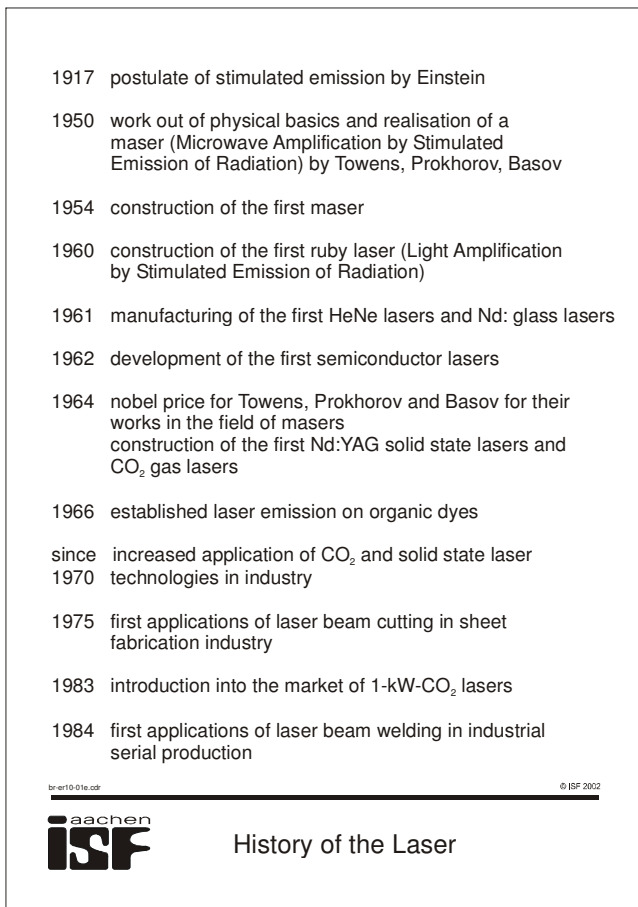 1917 postulate of stimulated emission by Einstein
1950 work out of physical basics and realisation of a
maser (Microwave Amplification by Stimulated
Emission of Radiation) by Towens, Prokhorov, Basov
1954 construction of the first maser
1960 construction of the first ruby laser (Light Amplification
by Stimulated Emission of Radiation)
1961 manufacturing of the first HeNe lasers and Nd: glass lasers
1962 development of the first semiconductor lasers
1964 nobel price for Towens, Prokhorov and Basov for their
works in the field of masers
construction of the first Nd:YAG solid state lasers and
CO₂ gas lasers
1966 established laser emission on organic dyes
since increased application of CO₂ and solid state laser
1970 technologies in industry
1975 first applications of laser beam cutting in sheet
fabrication industry
1983 introduction into the market of 1-kW-CO₂ lasers
1984 first applications of laser beam welding in industrial
serial production
br-er10-01e.cdr © ISF 2002
aachen
ISF
History of the Laser